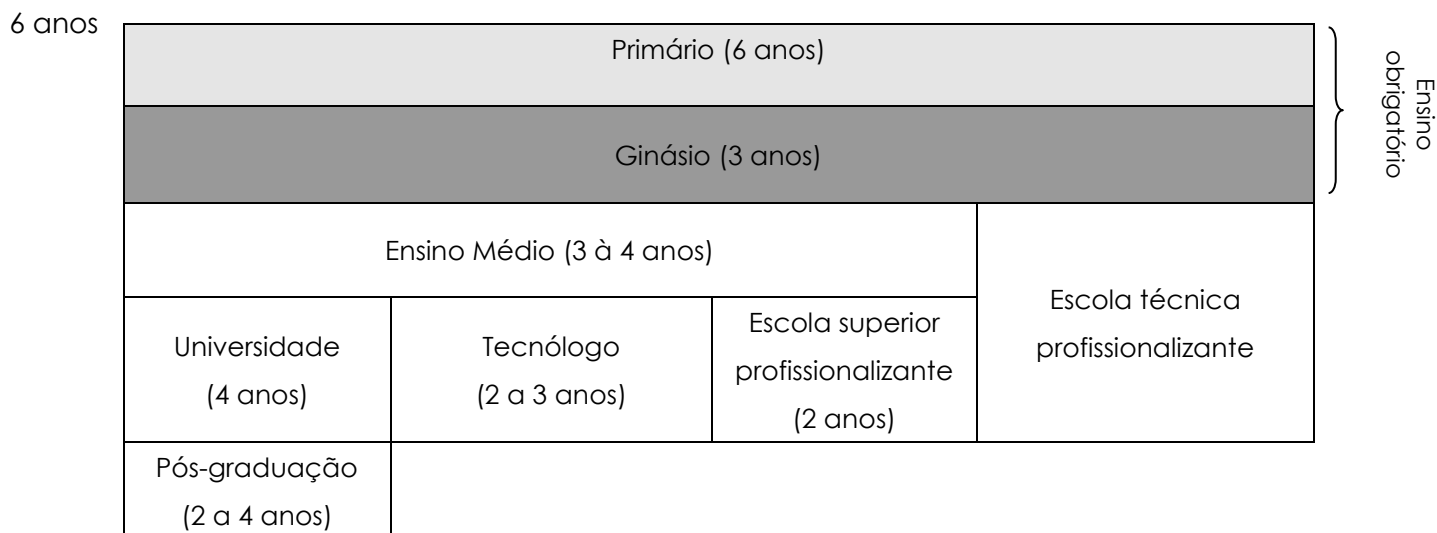 6 anos
Primário (6 anos)
Ensino
obrigatório
Ginásio (3 anos)
Ensino Médio (3 à 4 anos)
Escola técnica
profissionalizante
Universidade
(4 anos)
Tecnólogo
(2 a 3 anos)
Escola superior
profissionalizante
(2 anos)
Pós-graduação
(2 a 4 anos)